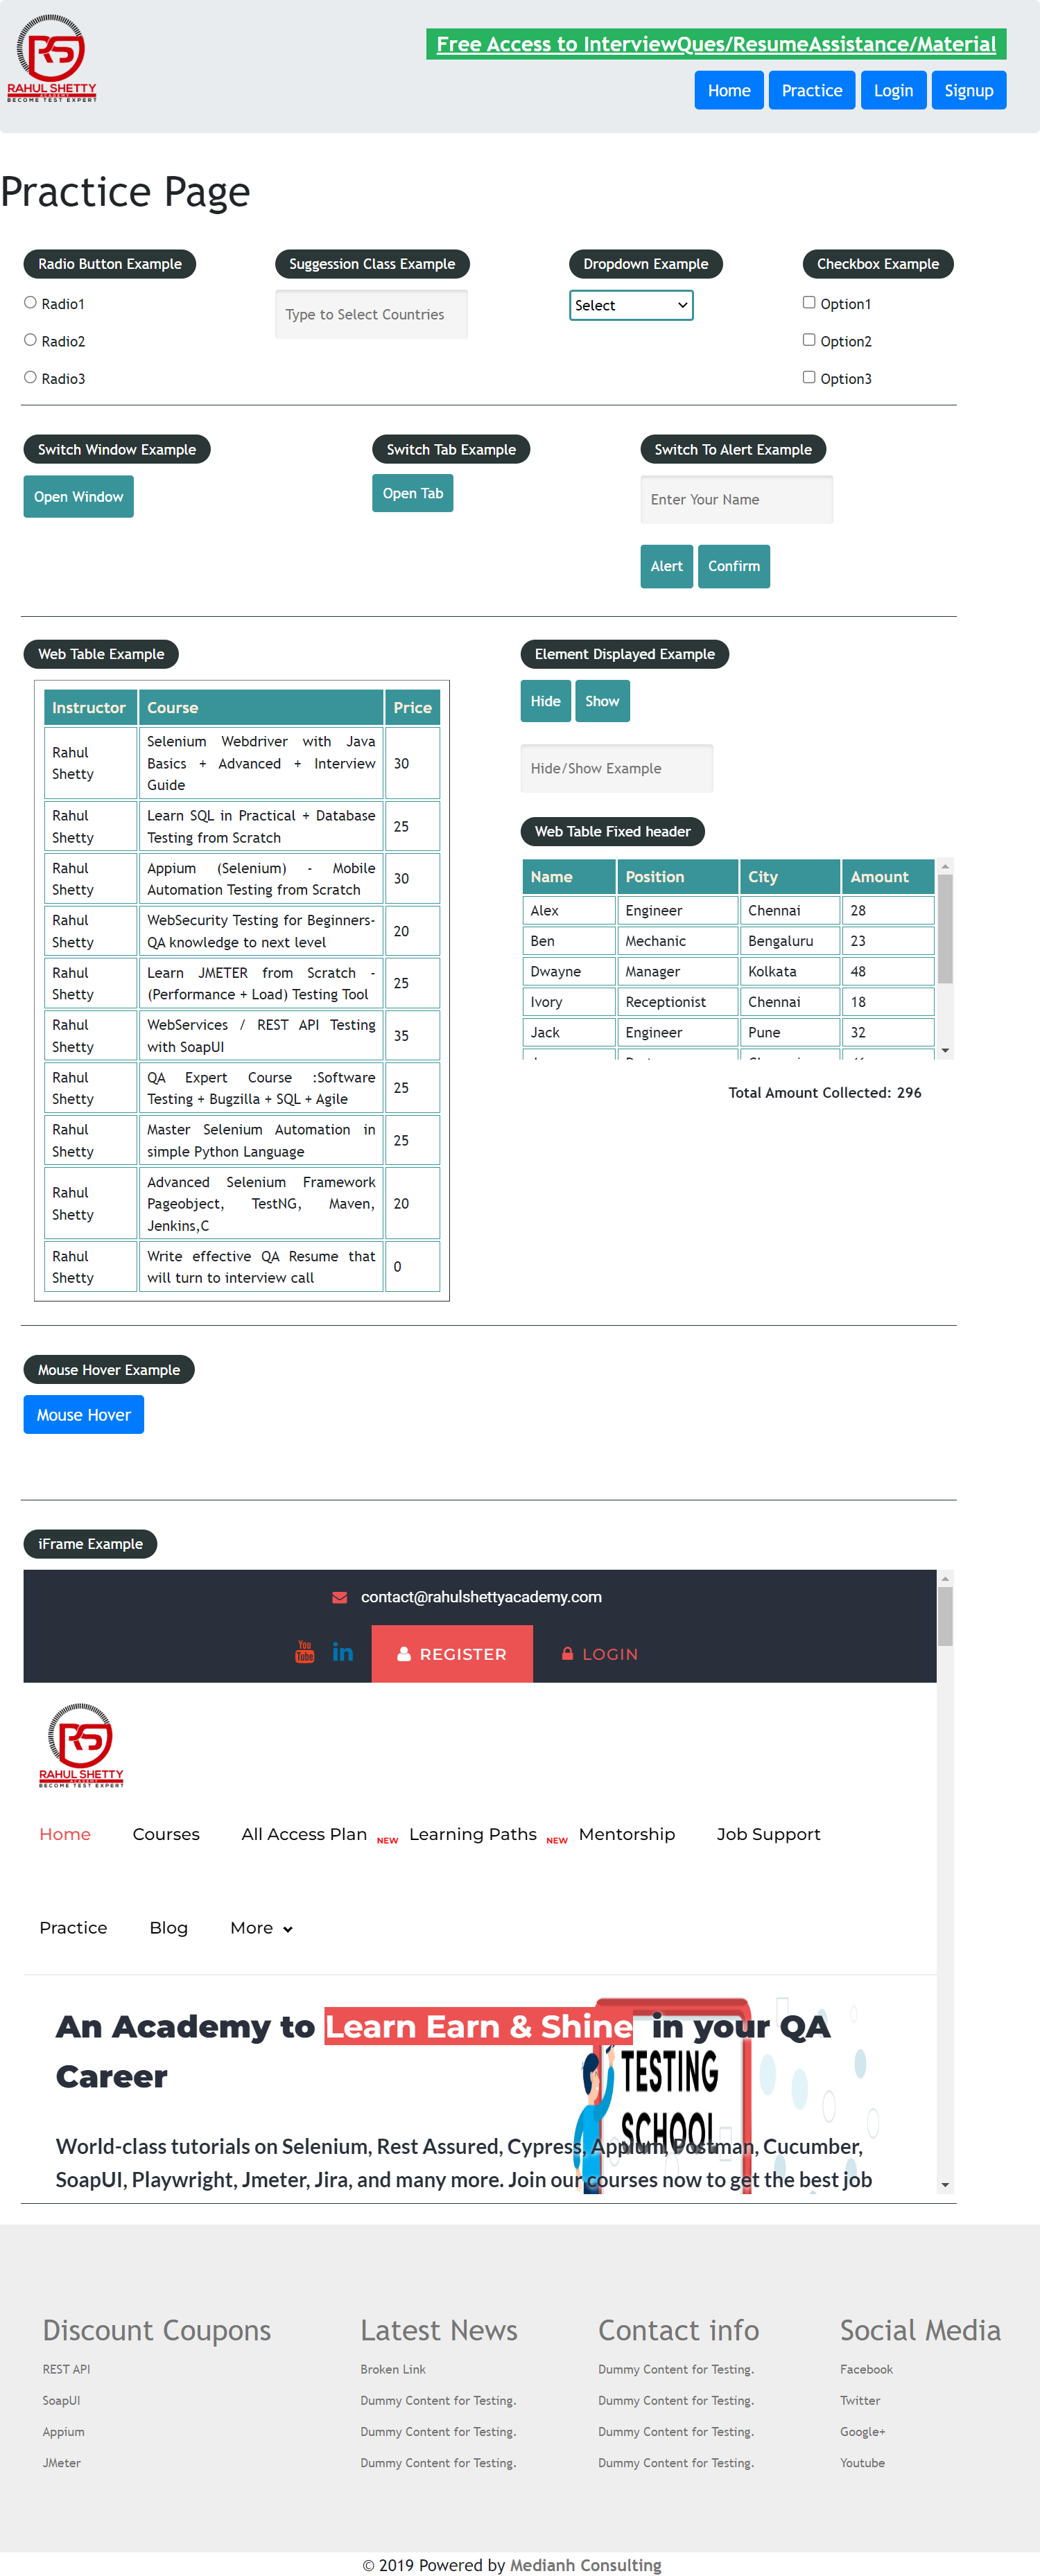 RS
RAHUL SHETTY
ACADEMY
BECOME TEST EXPERT
Free Access to InterviewQues/ResumeAssistance/Material
Home Practice Login Signup
Practice Page
Radio Button Example
Radio1
Radio2
Radio3
Suggession Class Example
Type to Select Countries
Dropdown Example
Select
Checkbox Example
Option1
Option2
Option3
Switch Window Example
Open Window
Switch Tab Example
Open Tab
Switch To Alert Example
Enter Your Name
Alert Confirm
Web Table Example
Instructor Course Price
Rahul Shetty Selenium Webdriver with Java Basics + Advanced + Interview Guide 30
Rahul Shetty Learn SQL in Practical + Database Testing from Scratch 25
Rahul Shetty Appium (Selenium) - Mobile Automation Testing from Scratch 30
Rahul Shetty WebSecurity Testing for Beginners-QA knowledge to next level 20
Rahul Shetty Learn JMETER from Scratch - (Performance + Load) Testing Tool 25
Rahul Shetty WebServices / REST API Testing with SoapUI 35
Rahul Shetty QA Expert Course :Software Testing + Bugzilla + SQL + Agile 25
Rahul Shetty Master Selenium Automation in simple Python Language 25
Rahul Shetty Advanced Selenium Framework Pageobject, TestNG, Maven, Jenkins,C 20
Rahul Shetty Write effective QA Resume that will turn to interview call 0
Element Displayed Example
Hide Show
Hide/Show Example
Web Table Fixed header
Name Position City Amount
Alex Engineer Chennai 28
Ben Mechanic Bengaluru 23
Dwayne Manager Kolkata 48
Ivory Receptionist Chennai 18
Jack Engineer Pune 32
Total Amount Collected: 296
Mouse Hover Example
Mouse Hover
iFrame Example
contact@rahulshettyacademy.com
You Tube in REGISTER LOGIN
RS
RAHUL SHETTY
ACADEMY
BECOME TEST EXPERT
Home Courses All Access Plan NEW Learning Paths NEW Mentorship Job Support
Practice Blog More
An Academy to Learn Earn & Shine in your QA
Career
TESTING
SCHOOL
World-class tutorials on Selenium, Rest Assured, Cypress, Appium, Postman, Cucumber,
SoapUI, Playwright, Jmeter, Jira, and many more. Join our courses now to get the best job
Discount Coupons
REST API
SoapUI
Appium
JMeter
Latest News
Broken Link
Dummy Content for Testing.
Dummy Content for Testing.
Dummy Content for Testing.
Contact info
Dummy Content for Testing.
Dummy Content for Testing.
Dummy Content for Testing.
Dummy Content for Testing.
Social Media
Facebook
Twitter
Google+
Youtube
© 2019 Powered by Medianh Consulting